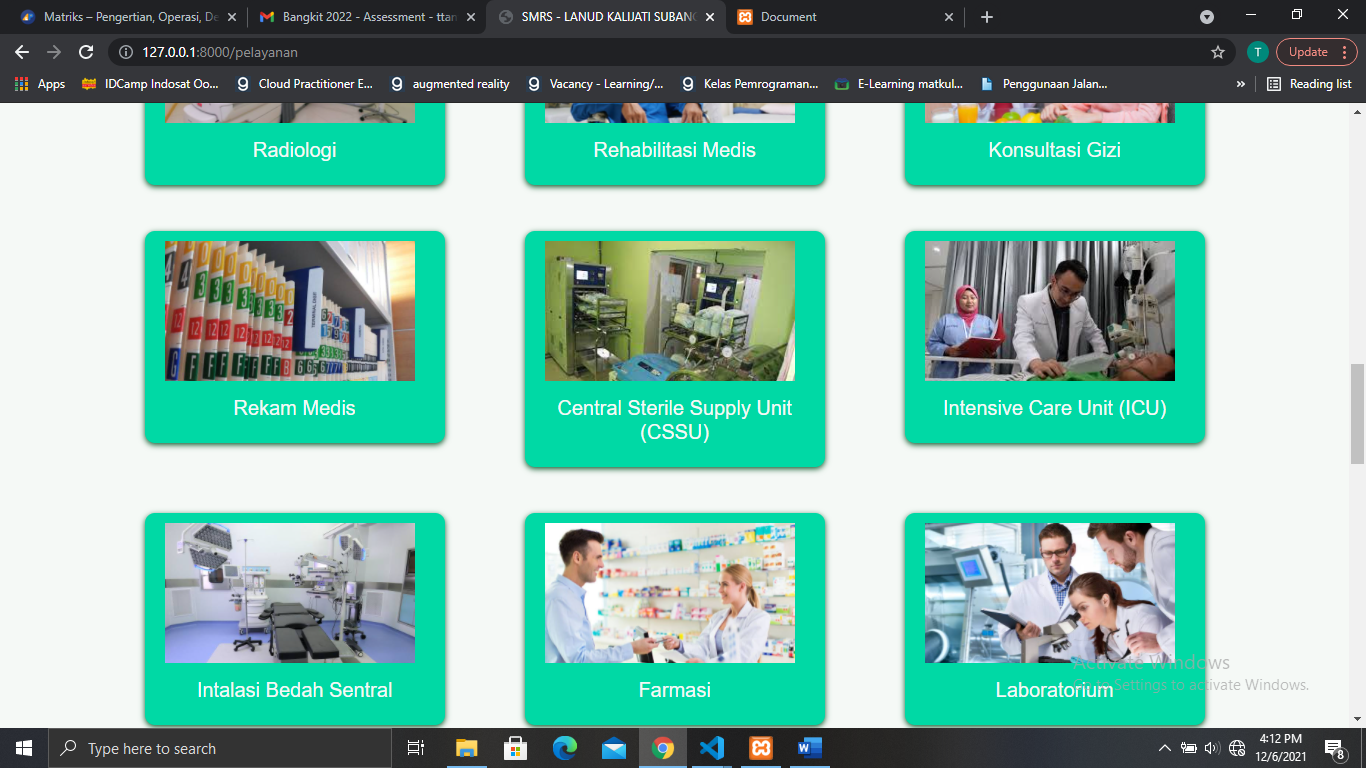 Matriks – Pengertian, Operasi, De
Bangkit 2022 - Assessment - ttan
SMRS - LANUD KALIJATI SUBANG
Document
127.0.0.1:8000/pelayanan
T
Update
Apps
IDCamp Indosat Oo...
Cloud Practitioner E...
augmented reality
Vacancy - Learning/...
Kelas Pemrograman...
E-Learning matkul...
Penggunaan Jalan...
»
Reading list
Radiologi
Rehabilitasi Medis
Konsultasi Gizi
Rekam Medis
Central Sterile Supply Unit
(CSSU)
Intensive Care Unit (ICU)
Intalasi Bedah Sentral
Farmasi
Laboratorium
Activate Windows
Go to Settings to activate Windows.
Type here to search
4:12 PM
12/6/2021
8